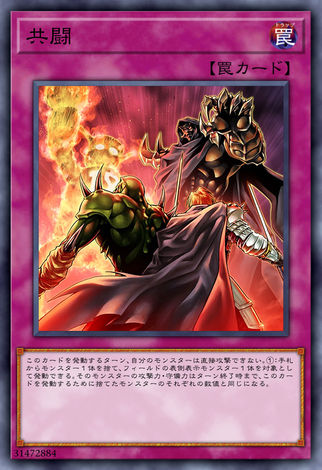 共闘
トラップ
罠
【罠カード】
このカードを発動するターン、自分のモンスターは直接攻撃できない。①：手札
からモンスター１体を捨て、フィールドの表側表示モンスター１体を対象とし
て発動できる。そのモンスターの攻撃力・守備力はターン終了時まで、このカー
ドを発動するために捨てたモンスターのそれぞれの数値と同じになる。
31472884